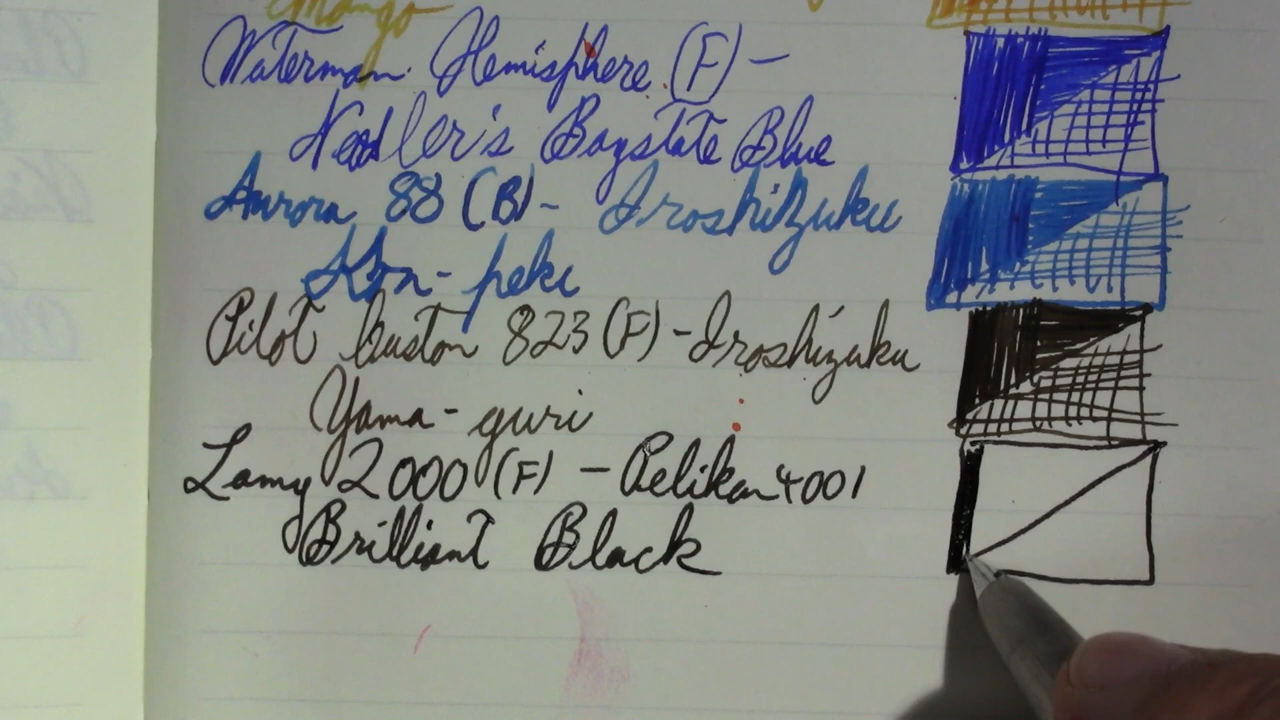 Mango
Waterman Hemisphere (F) -
Noodler's Baystate Blue
Aurora 88 (B) - Iroshizuku
Kon-peki
Pilot Custom 823 (F) - Iroshizuku
Yama-guri
Lamy 2000 (F) - Pelikan 4001
Brilliant Black